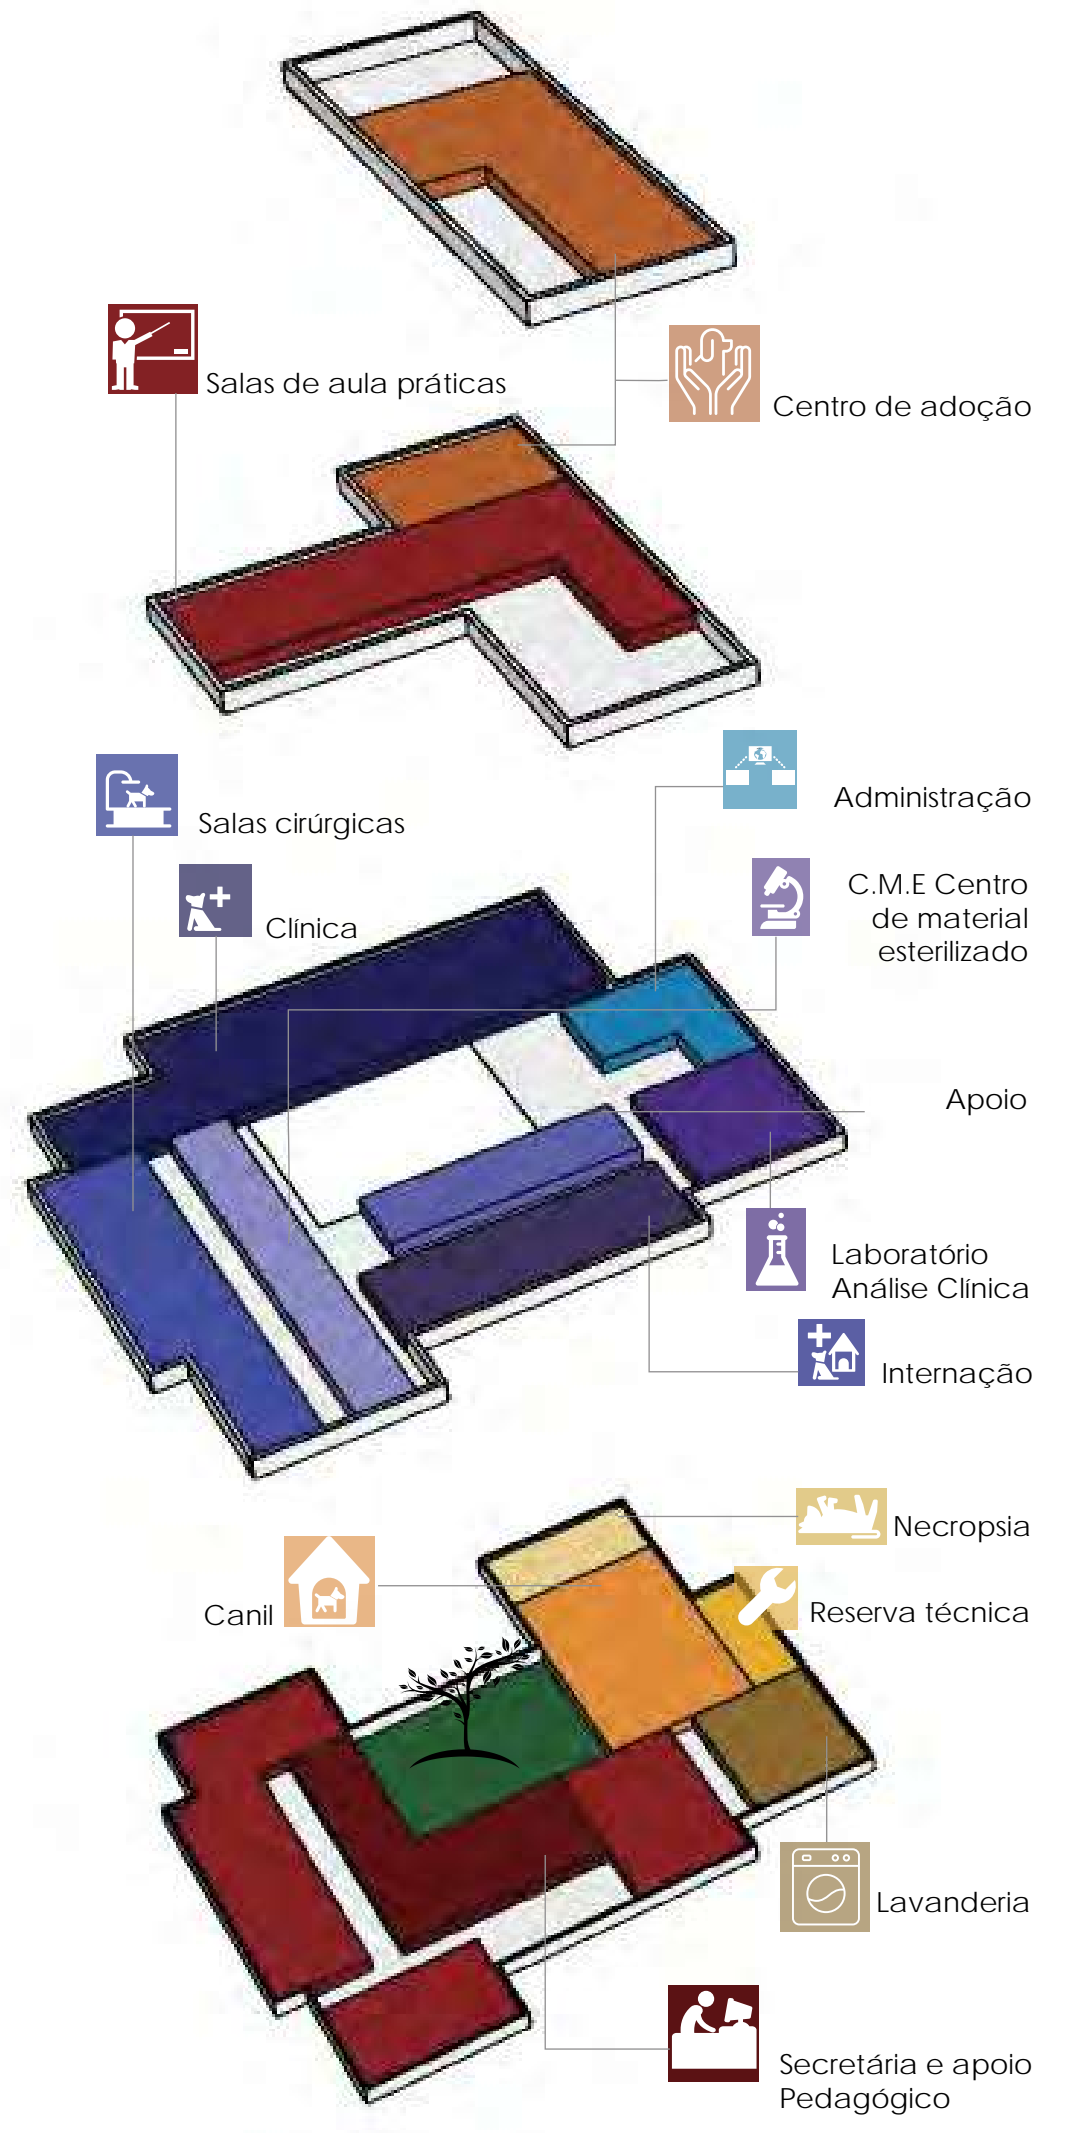 Salas de aula práticas
Centro de adoção
Administração
Salas cirúrgicas
C.M.E Centro
de material
esterilizado
Clínica
Apoio
Laboratório
Análise Clínica
Internação
Necropsia
Canil
Reserva técnica
Lavanderia
Secretária e apoio
Pedagógico